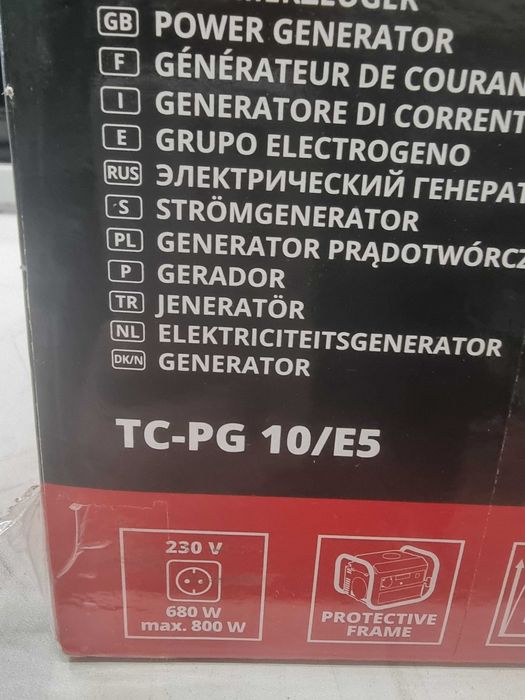 GB POWER GENERATOR
F GÉNÉRATEUR DE COURAN
I GENERATORE DI CORRENT
E GRUPO ELECTROGENO
RUS ЭЛЕКТРИЧЕСКИЙ ГЕНЕРАТ
S STRÖMGENERATOR
PL GENERATOR PRĄDOTWÓRCZ
P GERADOR
TR JENERATÖR
NL ELEKTRICITEITSGENERATOR
DK/N GENERATOR
TC-PG 10/E5
230 V
680 W
max. 800 W
PROTECTIVE
FRAME